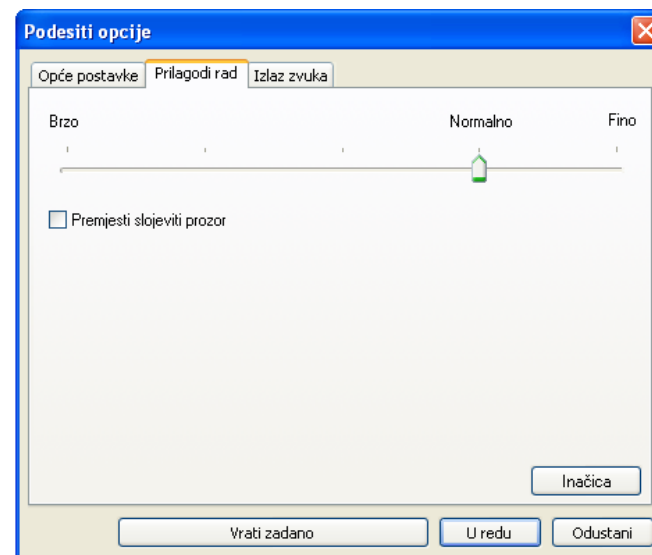 Podesiti opcije
Opće postavke Prilagodi rad Izlaz zvuka
Brzo Normalno Fino
Premjesti slojeviti prozor
Inačica
Vrati zadano U redu Odustani